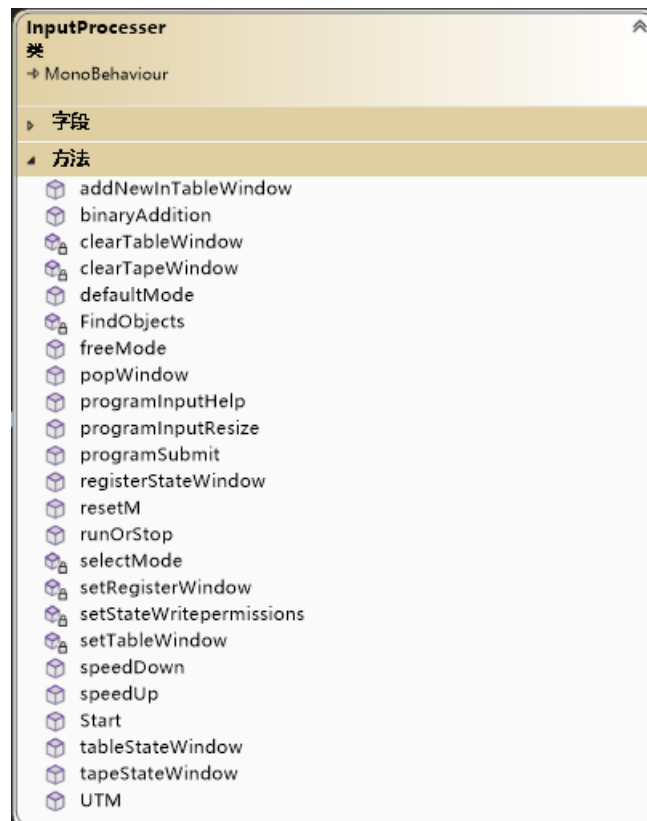 InputProcesser
类
MonoBehaviour
字段
方法
addNewInTableWindow
binaryAddition
clearTableWindow
clearTapeWindow
defaultMode
FindObjects
freeMode
popWindow
programInputHelp
programInputResize
programSubmit
registerStateWindow
resetM
runOrStop
selectMode
setRegisterWindow
setStateWritepermissions
setTableWindow
speedDown
speedUp
Start
tableStateWindow
tapeStateWindow
UTM